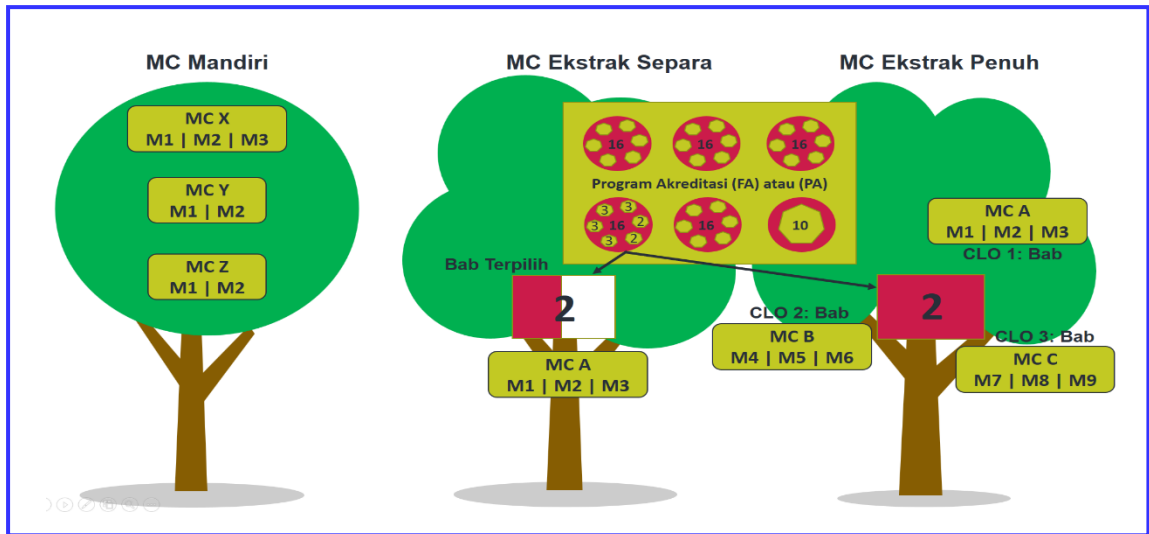 MC Mandiri
MC X
M1 | M2 | M3
MC Y
M1 | M2
MC Z
M1 | M2
MC Ekstrak Separa
MC Ekstrak Penuh
16
16
16
Program Akreditasi (FA) atau (PA)
3
3
3
16
2
3
2
16
10
Bab Terpilih
2
MC A
M1 | M2 | M3
MC A
M1 | M2 | M3
CLO 1: Bab
2
CLO 2: Bab
MC B
M4 | M5 | M6
CLO 3: Bab
MC C
M7 | M8 | M9